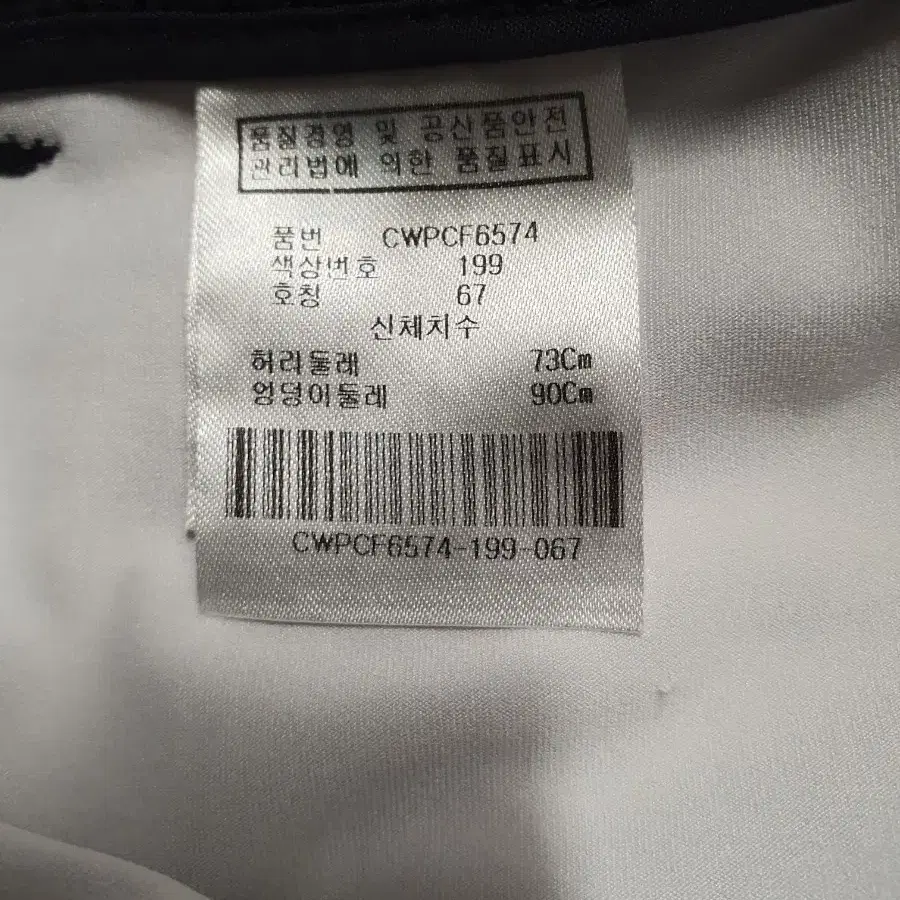 품질경영 및 공산품안전
관리법에 의한 품질표시
품번 CWPCF6574
색상번호 199
호칭 67
신체치수
허리둘레 73Cm
엉덩이둘레 90Cm
CWPCF6574-199-067